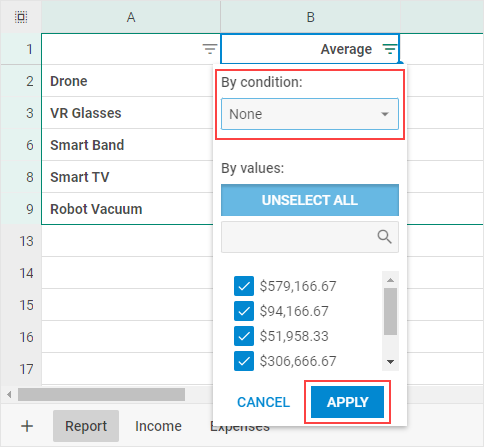 A B
1 Average
2 Drone
By condition:
3 VR Glasses
None
6 Smart Band
8 Smart TV
By values:
UNSELECT ALL
9 Robot Vacuum
13
14
$579,166.67
15
$94,166.67
$51,958.33
16
$306,666.67
17
CANCEL APPLY
+ Report Income Expenses